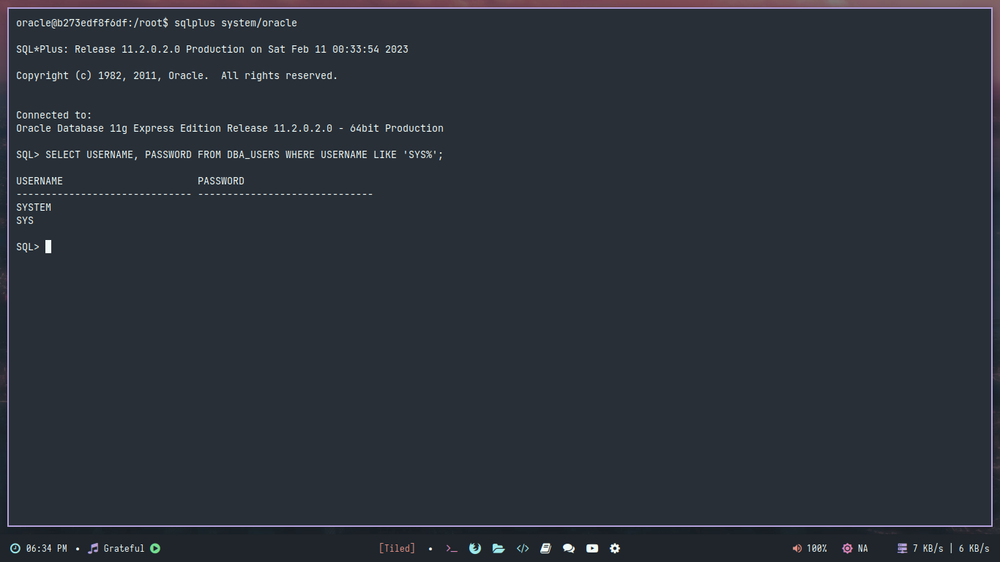 oracle@b273edf8f6df:/root$ sqlplus system/oracle
SQL*Plus: Release 11.2.0.2.0 Production on Sat Feb 11 00:33:54 2023
Copyright (c) 1982, 2011, Oracle.  All rights reserved.
Connected to:
Oracle Database 11g Express Edition Release 11.2.0.2.0 - 64bit Production
SQL> SELECT USERNAME, PASSWORD FROM DBA_USERS WHERE USERNAME LIKE 'SYS%';
USERNAME                       PASSWORD
------------------------------ ------------------------------
SYSTEM
SYS
SQL>
06:34 PM • Grateful [Tiled] • 100% NA 7 KB/s | 6 KB/s